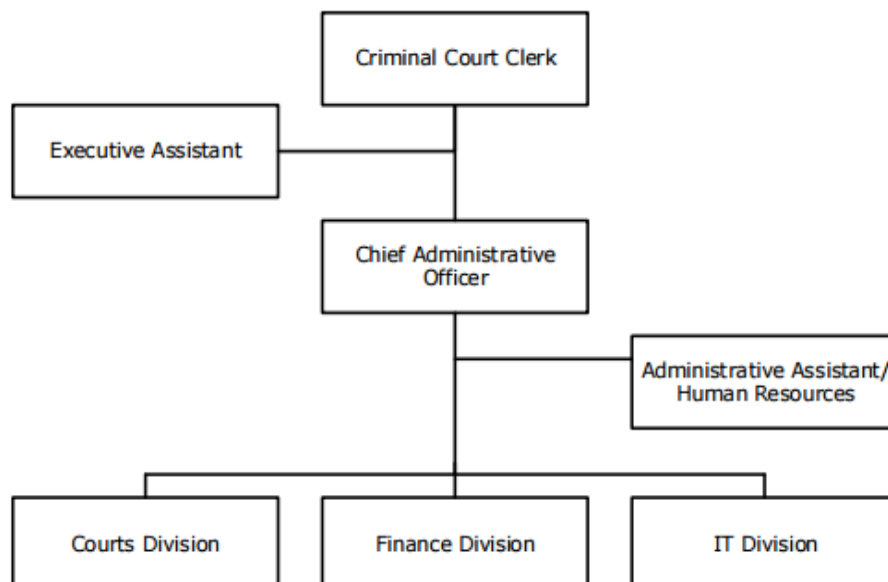 Criminal Court Clerk
Executive Assistant
Chief Administrative
Officer
Administrative Assistant/
Human Resources
Courts Division
Finance Division
IT Division